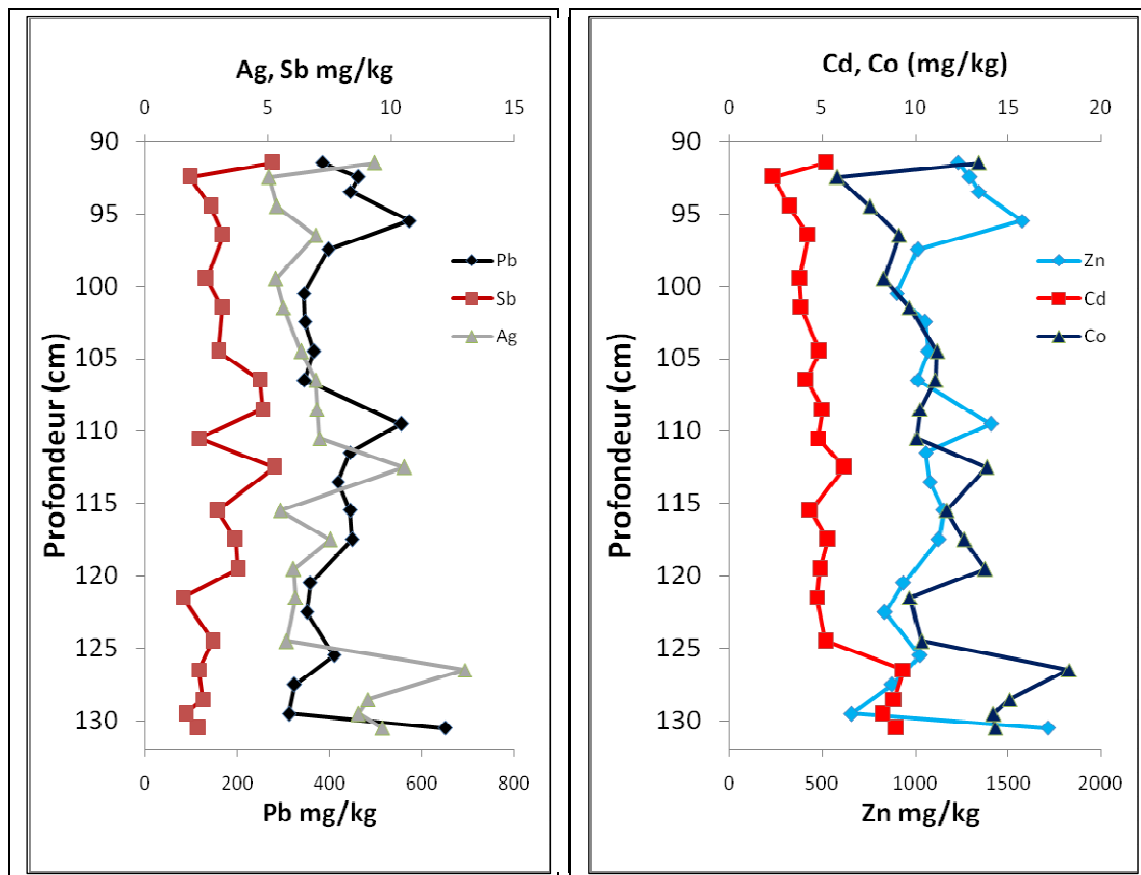 Ag, Sb mg/kg
0 5 10 15
90
95
100
105
110
115
120
125
130
Profondeur (cm)
Pb
Sb
Ag
0 200 400 600 800
Pb mg/kg
Cd, Co (mg/kg)
0 5 10 15 20
90
95
100
105
110
115
120
125
130
Profondeur (cm)
Zn
Cd
Co
0 500 1000 1500 2000
Zn mg/kg